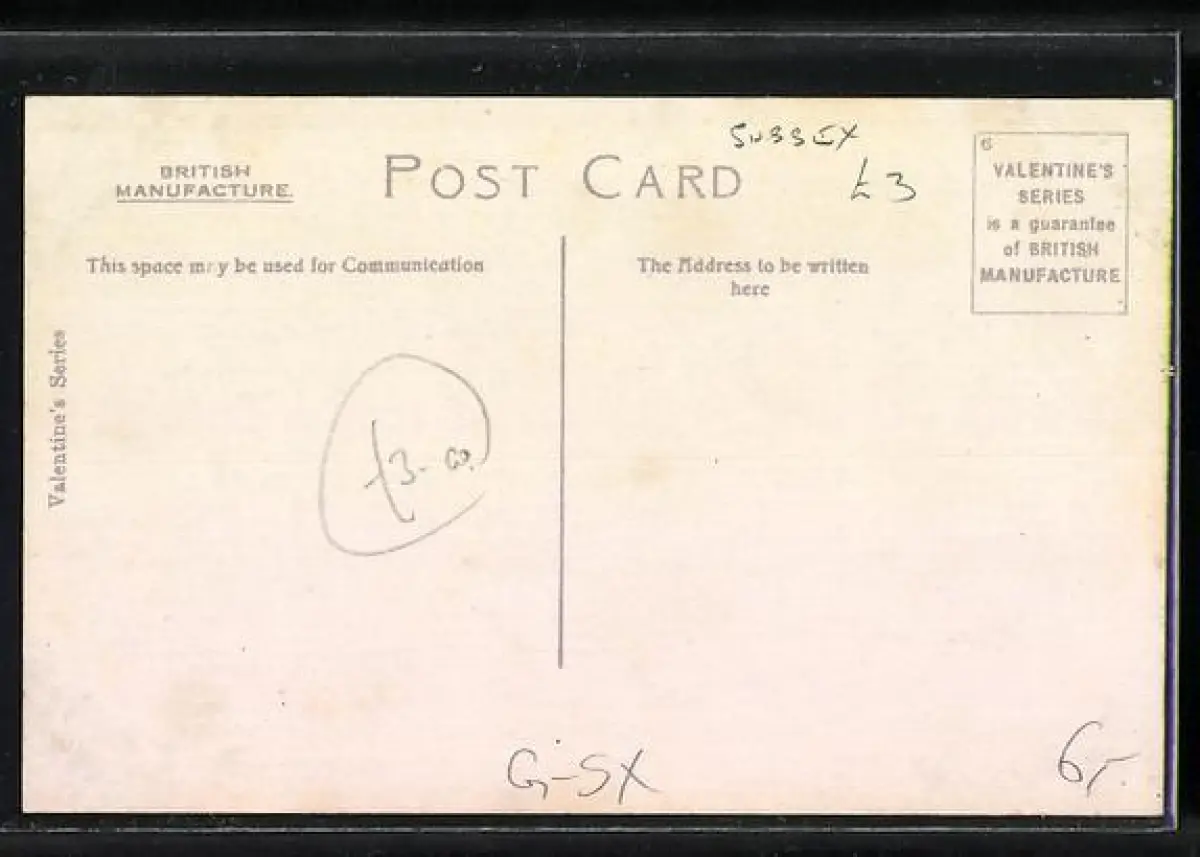 SUSSEX
BRITISH
MANUFACTURE.
POST CARD
£3
6
VALENTINE'S
SERIES
is a guarantee
of BRITISH
MANUFACTURE
This space may be used for Communication
The Address to be written
here
Valentine's Series
£3-00.
G-SX
6,-